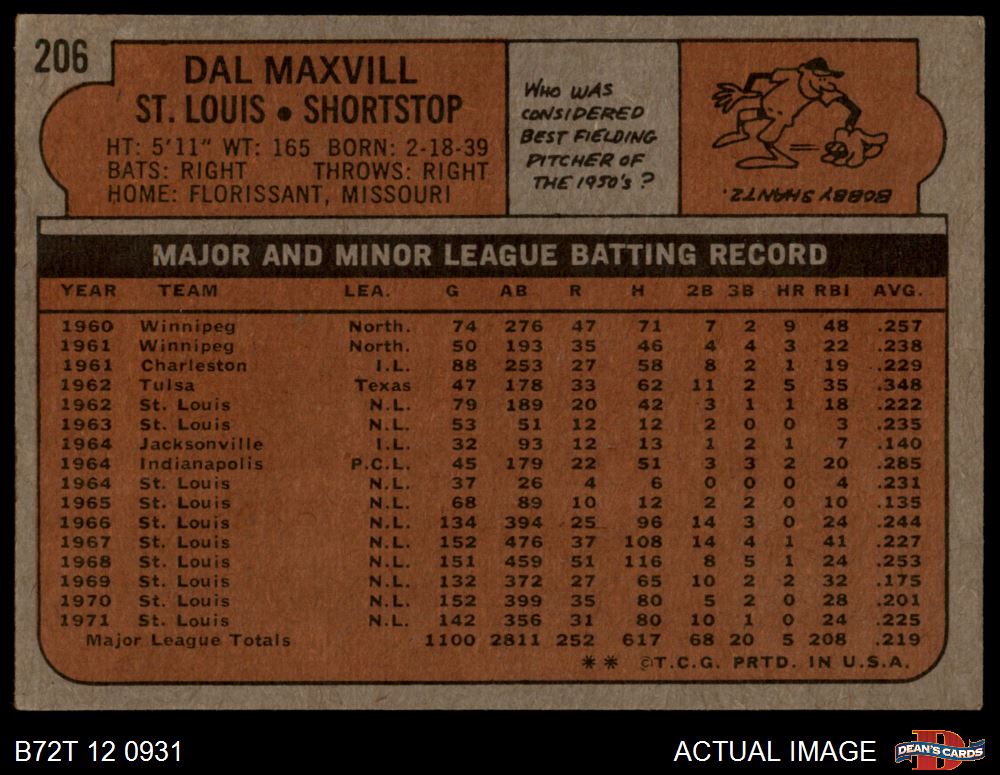 206
DAL MAXVILL
ST. LOUIS • SHORTSTOP
HT: 5'11" WT: 165 BORN: 2-18-39
BATS: RIGHT THROWS: RIGHT
HOME: FLORISSANT, MISSOURI
WHO WAS
CONSIDERED
BEST FIELDING
PITCHER OF
THE 1950's ?
BOBBY SHANTZ.
MAJOR AND MINOR LEAGUE BATTING RECORD
YEAR TEAM LEA. G AB R H 2B 3B HR RBI AVG.
1960 Winnipeg North. 74 276 47 71 7 2 9 48 .257
1961 Winnipeg North. 50 193 35 46 4 4 3 22 .238
1961 Charleston I.L. 88 253 27 58 8 2 1 19 .229
1962 Tulsa Texas 47 178 33 62 11 2 5 35 .348
1962 St. Louis N.L. 79 189 20 42 3 1 1 18 .222
1963 St. Louis N.L. 53 51 12 12 2 0 0 3 .235
1964 Jacksonville I.L. 32 93 12 13 1 2 1 7 .140
1964 Indianapolis P.C.L. 45 179 22 51 3 3 2 20 .285
1964 St. Louis N.L. 37 26 4 6 0 0 0 4 .231
1965 St. Louis N.L. 68 89 10 12 2 2 0 10 .135
1966 St. Louis N.L. 134 394 25 96 14 3 0 24 .244
1967 St. Louis N.L. 152 476 37 108 14 4 1 41 .227
1968 St. Louis N.L. 151 459 51 116 8 5 1 24 .253
1969 St. Louis N.L. 132 372 27 65 10 2 2 32 .175
1970 St. Louis N.L. 152 399 35 80 5 2 0 28 .201
1971 St. Louis N.L. 142 356 31 80 10 1 0 24 .225
Major League Totals 1100 2811 252 617 68 20 5 208 .219
** ©T.C.G. PRTD. IN U.S.A.
B72T 12 0931
ACTUAL IMAGE
D
DEAN'S CARDS